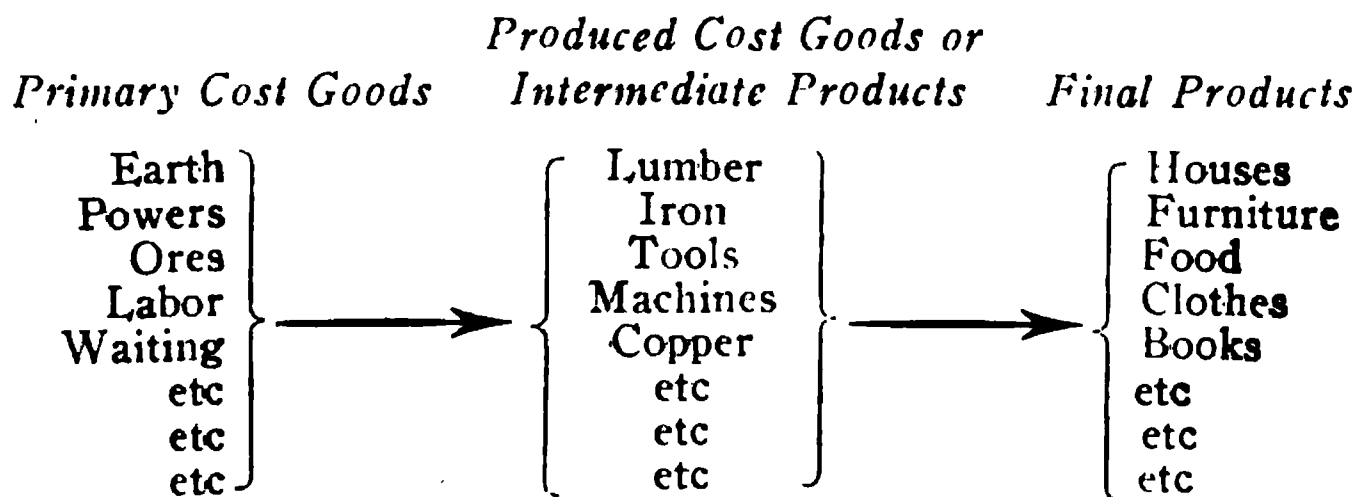 Produced Cost Goods or
Primary Cost Goods Intermediate Products Final Products
Earth Lumber Houses
Powers Iron Furniture
Ores Tools Food
Labor Machines Clothes
Waiting Copper Books
etc etc etc
etc etc etc
etc etc etc